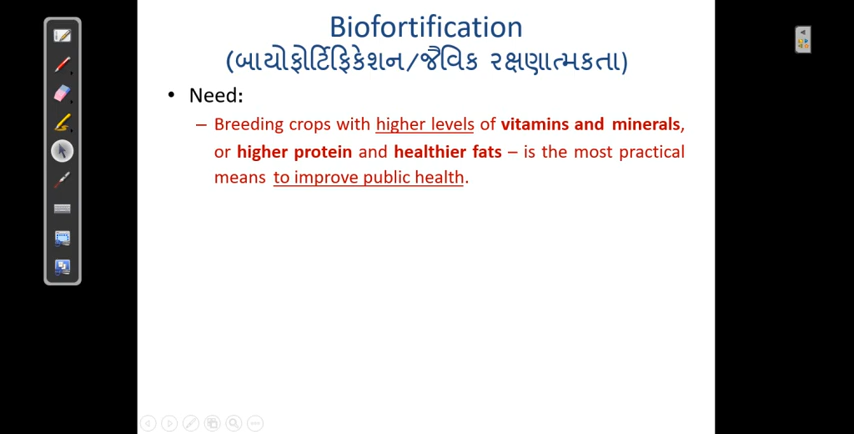 Biofortification
(બાયોફોર્ટિફિકેશન/જૈવિક રક્ષણાત્મકતા)
• Need:
– Breeding crops with higher levels of vitamins and minerals,
or higher protein and healthier fats – is the most practical
means to improve public health.